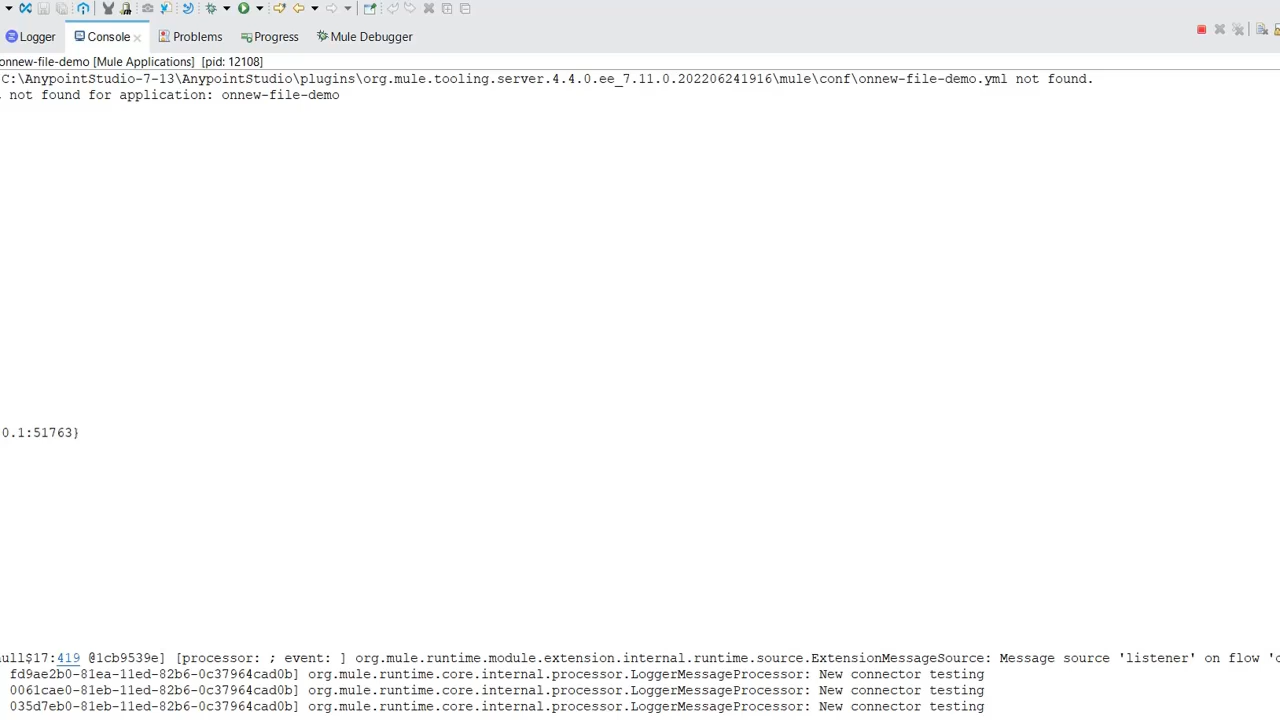 Logger Console Problems Progress Mule Debugger
onnew-file-demo [Mule Applications] [pid: 12108]
C:\AnypointStudio-7-13\AnypointStudio\plugins\org.mule.tooling.server.4.4.0.ee_7.11.0.202206241916\mule\conf\onnew-file-demo.yml not found.
not found for application: onnew-file-demo
0.1:51763}
ull$17:419 @1cb9539e] [processor: ; event: ] org.mule.runtime.module.extension.internal.runtime.source.ExtensionMessageSource: Message source 'listener' on flow '
fd9ae2b0-81ea-11ed-82b6-0c37964cad0b] org.mule.runtime.core.internal.processor.LoggerMessageProcessor: New connector testing
0061cae0-81eb-11ed-82b6-0c37964cad0b] org.mule.runtime.core.internal.processor.LoggerMessageProcessor: New connector testing
035d7eb0-81eb-11ed-82b6-0c37964cad0b] org.mule.runtime.core.internal.processor.LoggerMessageProcessor: New connector testing